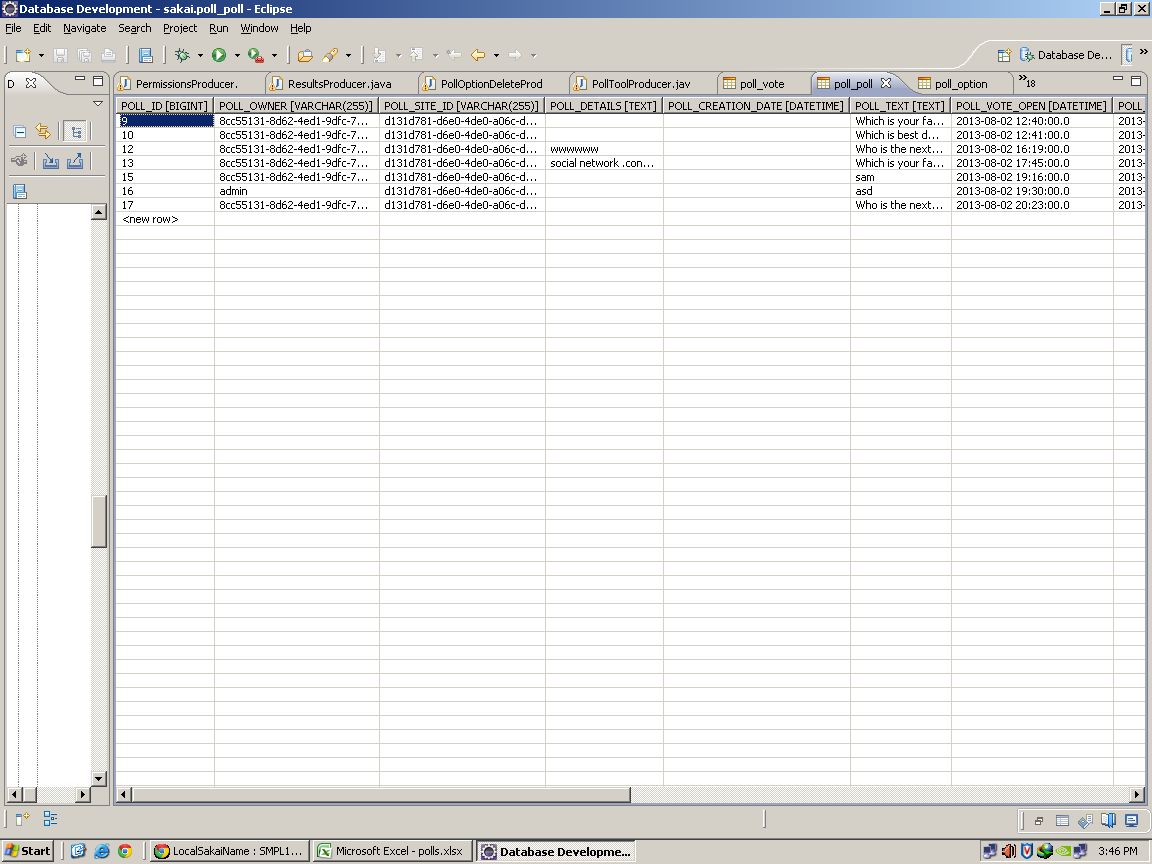 Database Development - sakai.poll_poll - Eclipse
File Edit Navigate Search Project Run Window Help
Database De... »
D PermissionsProducer. ResultsProducer.java PollOptionDeleteProd PollToolProducer.jav poll_vote poll_poll poll_option »18
POLL_ID [BIGINT] POLL_OWNER [VARCHAR(255)] POLL_SITE_ID [VARCHAR(255)] POLL_DETAILS [TEXT] POLL_CREATION_DATE [DATETIME] POLL_TEXT [TEXT] POLL_VOTE_OPEN [DATETIME] POLL_
9 8cc55131-8d62-4ed1-9dfc-7... d131d781-d6e0-4de0-a06c-d... Which is your fa... 2013-08-02 12:40:00.0 2013-
10 8cc55131-8d62-4ed1-9dfc-7... d131d781-d6e0-4de0-a06c-d... Which is best d... 2013-08-02 12:41:00.0 2013-
12 8cc55131-8d62-4ed1-9dfc-7... d131d781-d6e0-4de0-a06c-d... wwwwww Who is the next... 2013-08-02 16:19:00.0 2013-
13 8cc55131-8d62-4ed1-9dfc-7... d131d781-d6e0-4de0-a06c-d... social network .con... Which is your fa... 2013-08-02 17:45:00.0 2013-
15 8cc55131-8d62-4ed1-9dfc-7... d131d781-d6e0-4de0-a06c-d... sam 2013-08-02 19:16:00.0 2013-
16 admin d131d781-d6e0-4de0-a06c-d... asd 2013-08-02 19:30:00.0 2013-
17 8cc55131-8d62-4ed1-9dfc-7... d131d781-d6e0-4de0-a06c-d... Who is the next... 2013-08-02 20:23:00.0 2013-
<new row>
Start LocalSakaiName : SMPL1... Microsoft Excel - polls.xlsx Database Developme... 3:46 PM